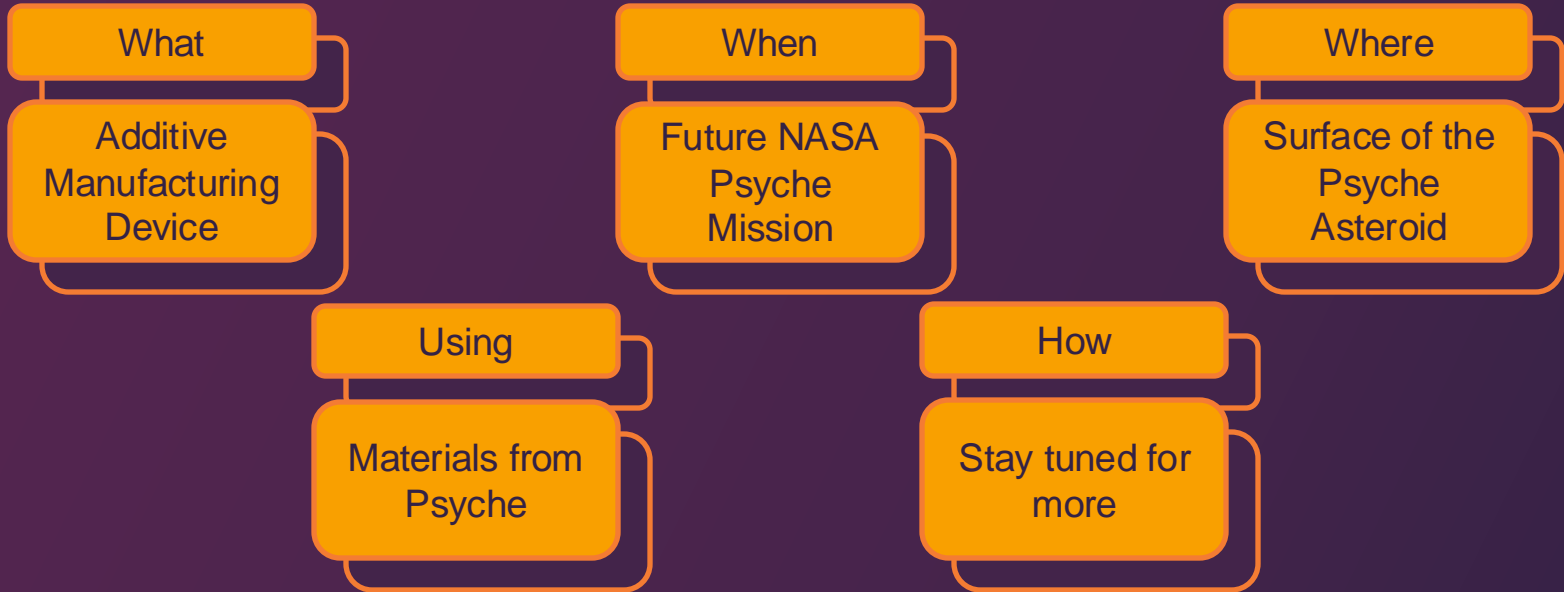 What
Additive
Manufacturing
Device
When
Future NASA
Psyche
Mission
Where
Surface of the
Psyche
Asteroid
Using
Materials from
Psyche
How
Stay tuned for
more